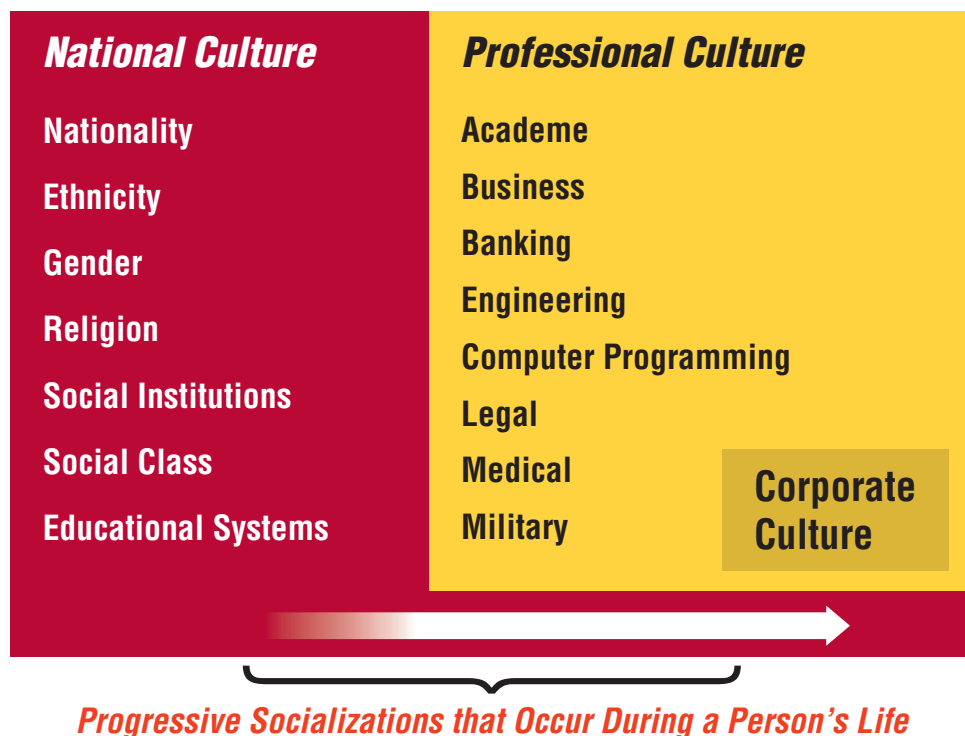 National Culture
Nationality
Ethnicity
Gender
Religion
Social Institutions
Social Class
Educational Systems
Professional Culture
Academe
Business
Banking
Engineering
Computer Programming
Legal
Medical
Military
Corporate
Culture
Progressive Socializations that Occur During a Person's Life